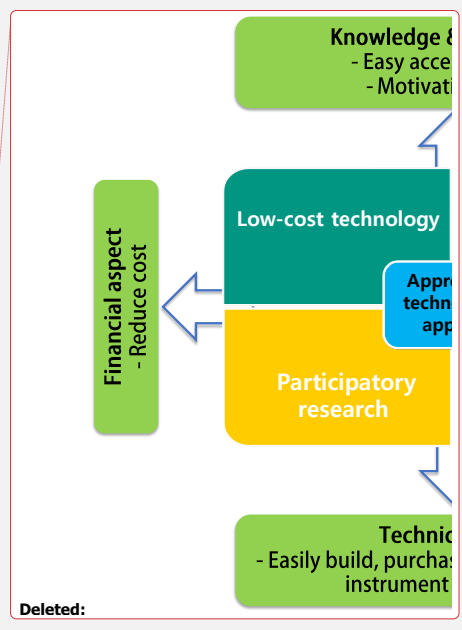 Knowledge &
- Easy acce
- Motivati
Low-cost technology
Financial aspect
- Reduce cost
Appro
techno
app
Participatory
research
Technic
- Easily build, purchas
instrument
Deleted: